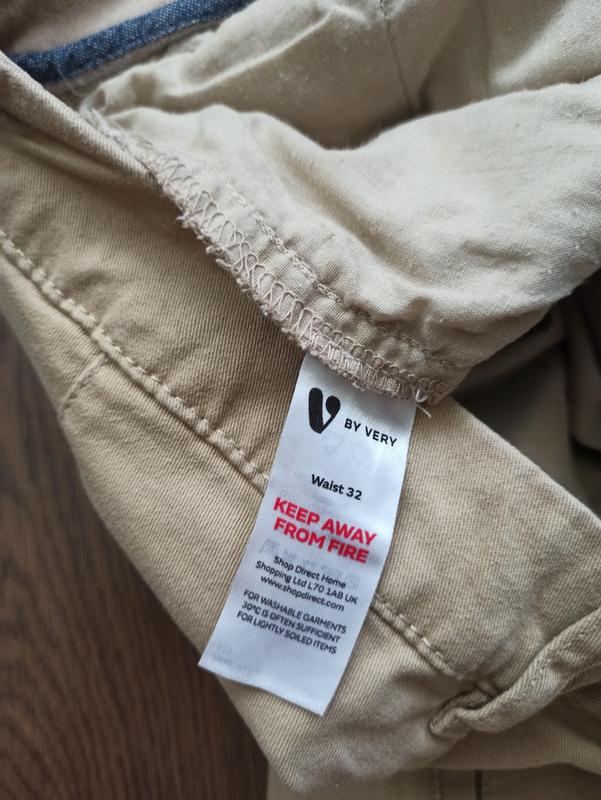 V BY VERY
Waist 32
KEEP AWAY
FROM FIRE
Shop Direct Home
Shopping Ltd L70 1AB UK
www.shopdirect.com
FOR WASHABLE GARMENTS
30°C IS OFTEN SUFFICIENT
FOR LIGHTLY SOILED ITEMS